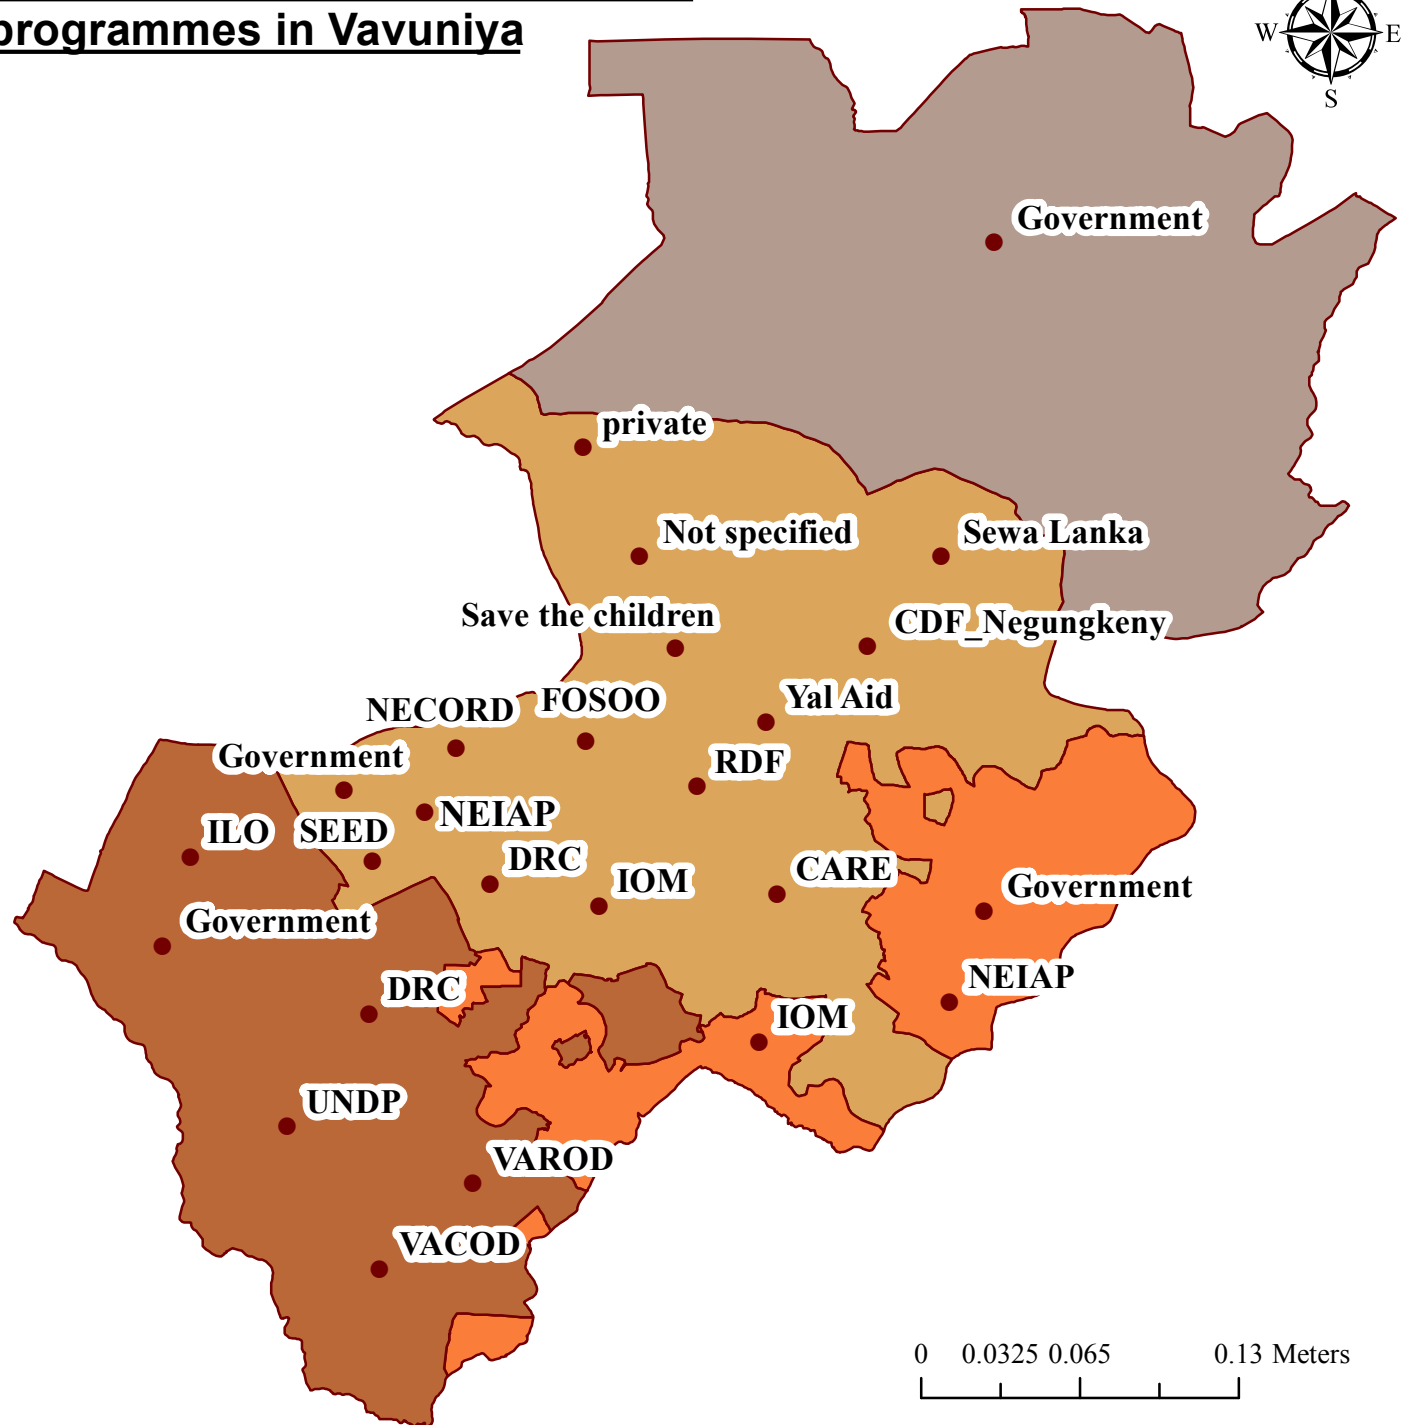 programmes in Vavuniya
W E
S
Government
private
Not specified
Sewa Lanka
Save the children
CDF_Negungkeny
NECORD
FOSOO
Yal Aid
Government
RDF
NEIAP
ILO
SEED
DRC
IOM
CARE
Government
Government
DRC
NEIAP
IOM
UNDP
VAROD
VACOD
0 0.0325 0.065 0.13 Meters